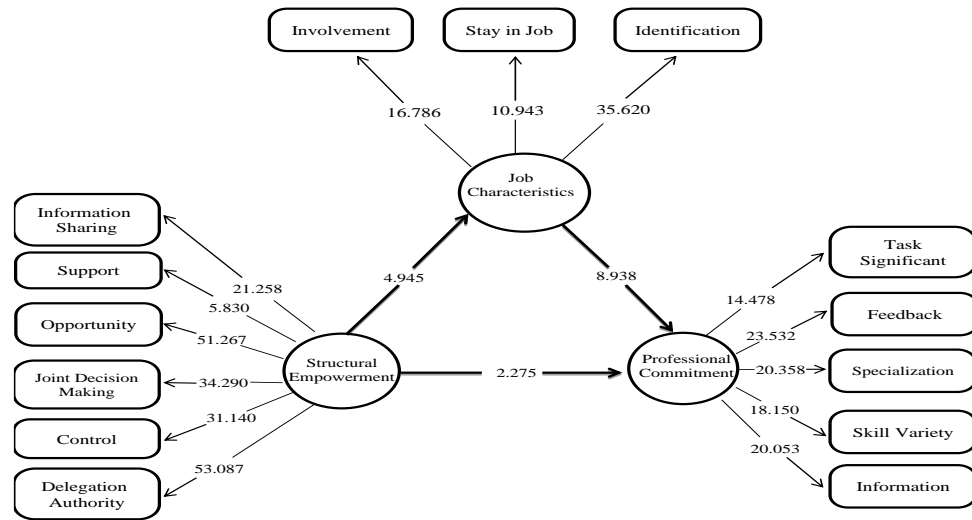 Involvement
Stay in Job
Identification
16.786
10.943
35.620
Job
Characteristics
Information
Sharing
Support
Opportunity
Joint Decision
Making
Control
Delegation
Authority
21.258
5.830
51.267
34.290
31.140
53.087
Structural
Empowerment
4.945
8.938
2.275
Professional
Commitment
14.478
23.532
20.358
18.150
20.053
Task
Significant
Feedback
Specialization
Skill Variety
Information